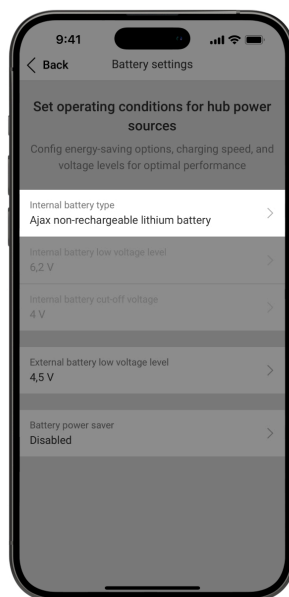 9:41
Back
Battery settings
Set operating conditions for hub power
sources
Config energy-saving options, charging speed, and
voltage levels for optimal performance
Internal battery type
Ajax non-rechargeable lithium battery
Internal battery low voltage level
6,2 V
Internal battery cut-off voltage
4 V
External battery low voltage level
4,5 V
Battery power saver
Disabled